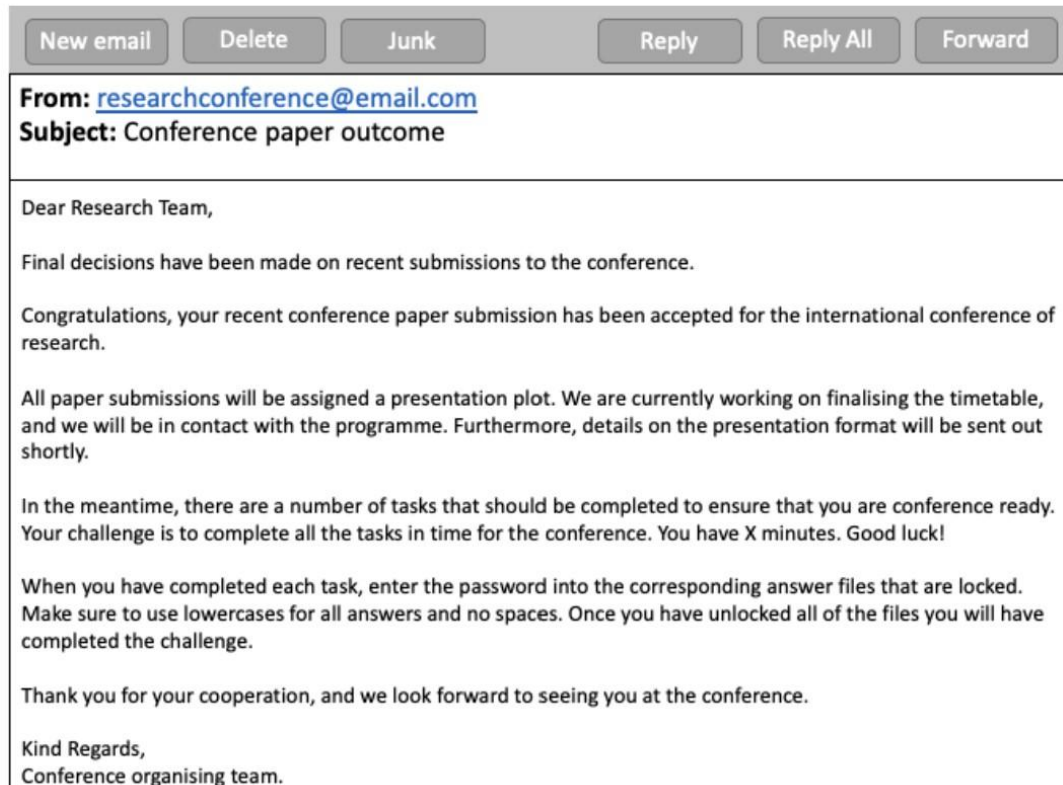 New email Delete Junk Reply Reply All Forward
From: researchconference@email.com
Subject: Conference paper outcome
Dear Research Team,
Final decisions have been made on recent submissions to the conference.
Congratulations, your recent conference paper submission has been accepted for the international conference of
research.
All paper submissions will be assigned a presentation plot. We are currently working on finalising the timetable,
and we will be in contact with the programme. Furthermore, details on the presentation format will be sent out
shortly.
In the meantime, there are a number of tasks that should be completed to ensure that you are conference ready.
Your challenge is to complete all the tasks in time for the conference. You have X minutes. Good luck!
When you have completed each task, enter the password into the corresponding answer files that are locked.
Make sure to use lowercases for all answers and no spaces. Once you have unlocked all of the files you will have
completed the challenge.
Thank you for your cooperation, and we look forward to seeing you at the conference.
Kind Regards,
Conference organising team.